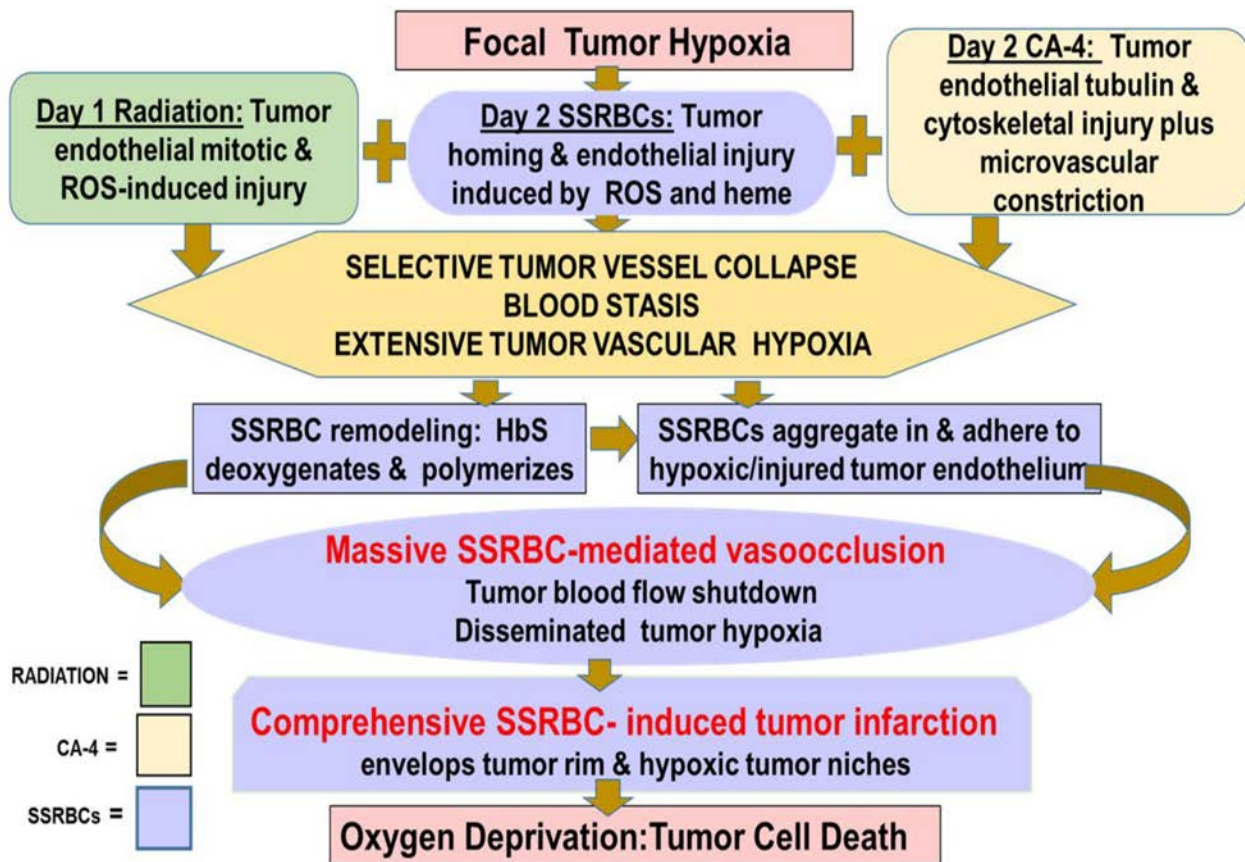 Focal Tumor Hypoxia
Day 1 Radiation: Tumor
endothelial mitotic &
ROS-induced injury
Day 2 SSRBCs: Tumor
homing & endothelial injury
induced by ROS and heme
Day 2 CA-4: Tumor
endothelial tubulin &
cytoskeletal injury plus
microvascular
constriction
SELECTIVE TUMOR VESSEL COLLAPSE
BLOOD STASIS
EXTENSIVE TUMOR VASCULAR HYPOXIA
SSRBC remodeling: HbS
deoxygenates & polymerizes
SSRBCs aggregate in & adhere to
hypoxic/injured tumor endothelium
Massive SSRBC-mediated vasoocclusion
Tumor blood flow shutdown
Disseminated tumor hypoxia
RADIATION =
CA-4 =
SSRBCs =
Comprehensive SSRBC- induced tumor infarction
envelops tumor rim & hypoxic tumor niches
Oxygen Deprivation:Tumor Cell Death